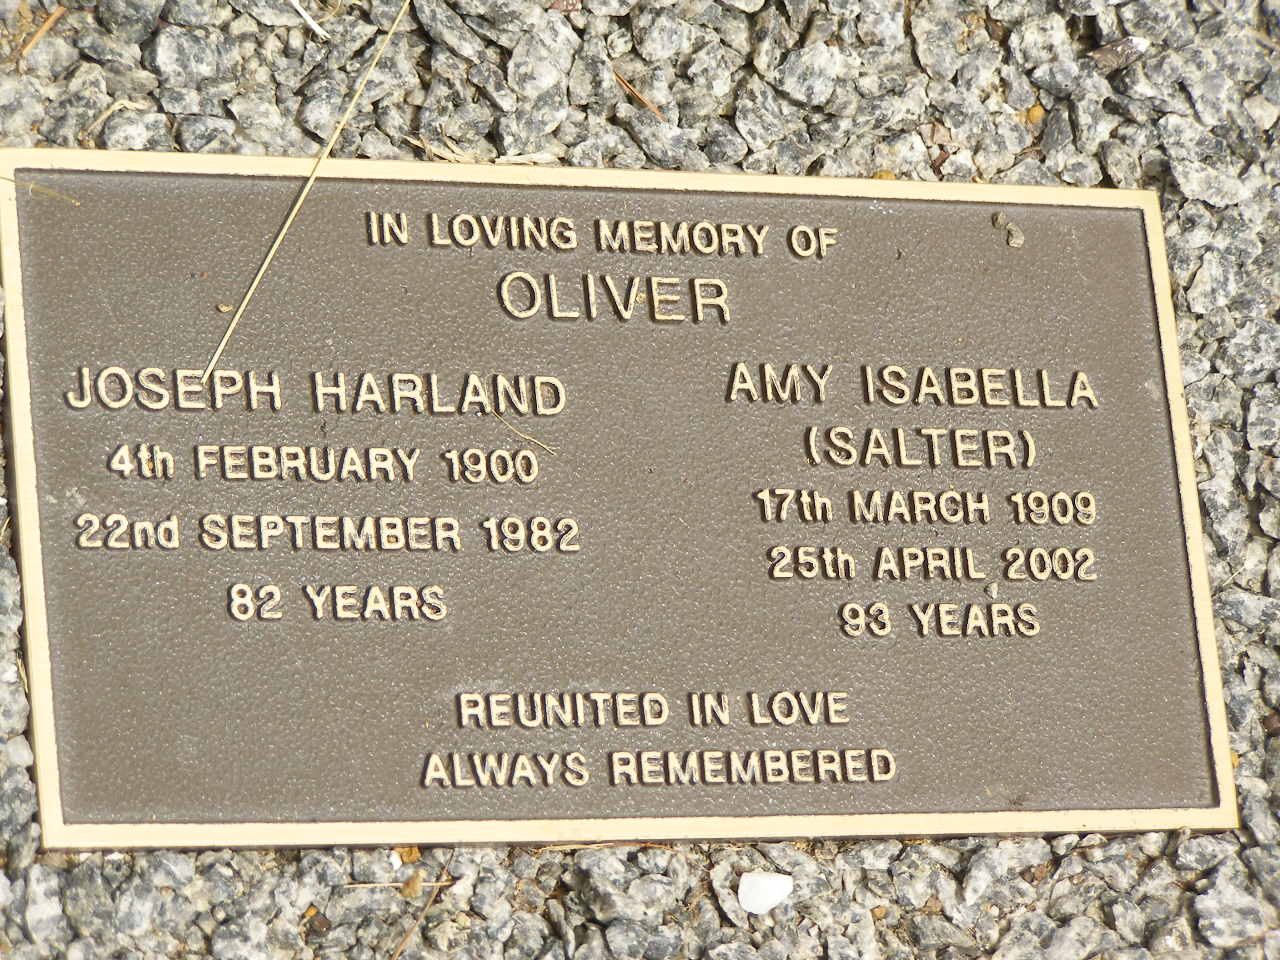 IN LOVING MEMORY OF
OLIVER
JOSEPH HARLAND
4th FEBRUARY 1900
22nd SEPTEMBER 1982
82 YEARS
AMY ISABELLA
(SALTER)
17th MARCH 1909
25th APRIL 2002
93 YEARS
REUNITED IN LOVE
ALWAYS REMEMBERED